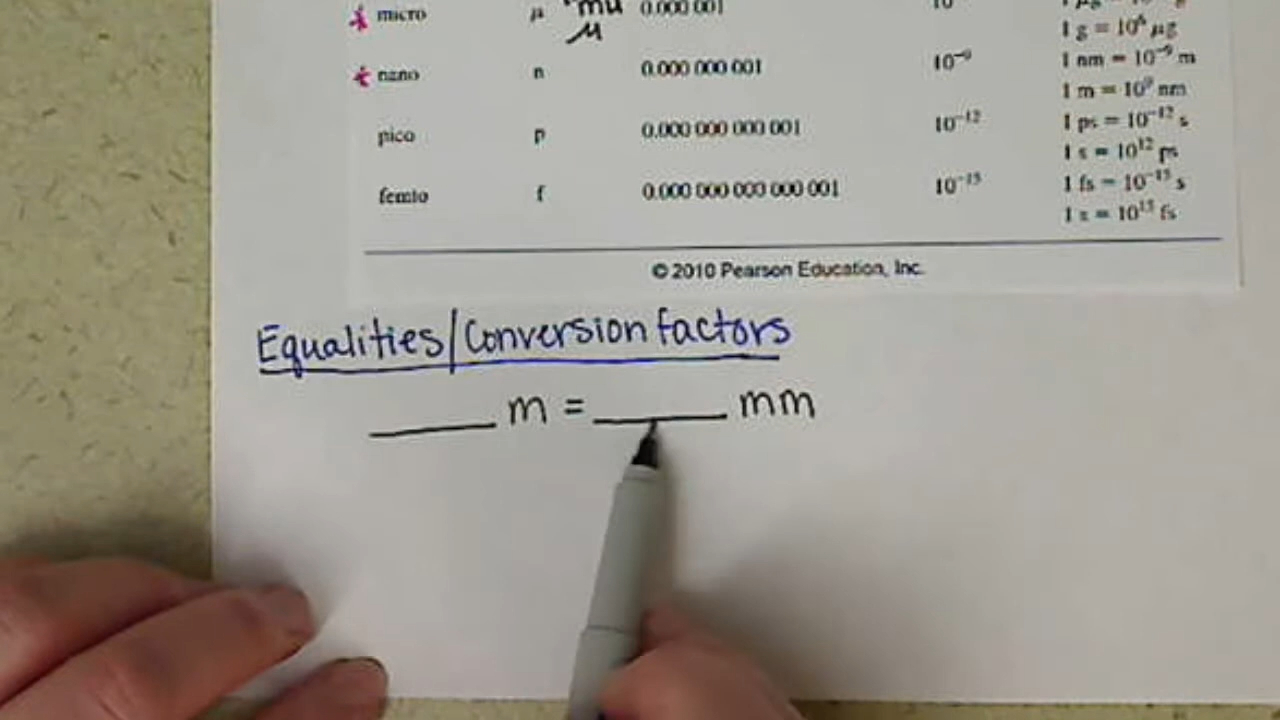 micro μ "mu 0.000 001 10
μ 1 g = 10⁶ μg
nano n 0.000 000 001 10⁻⁹ 1 nm = 10⁻⁹ m
1 m = 10⁹ nm
pico p 0.000 000 000 001 10⁻¹² 1 ps = 10⁻¹² s
1 s = 10¹² ps
femto f 0.000 000 000 000 001 10⁻¹⁵ 1 fs = 10⁻¹⁵ s
1 s = 10¹⁵ fs
© 2010 Pearson Education, Inc.
Equalities/Conversion factors
____ m = ____ mm